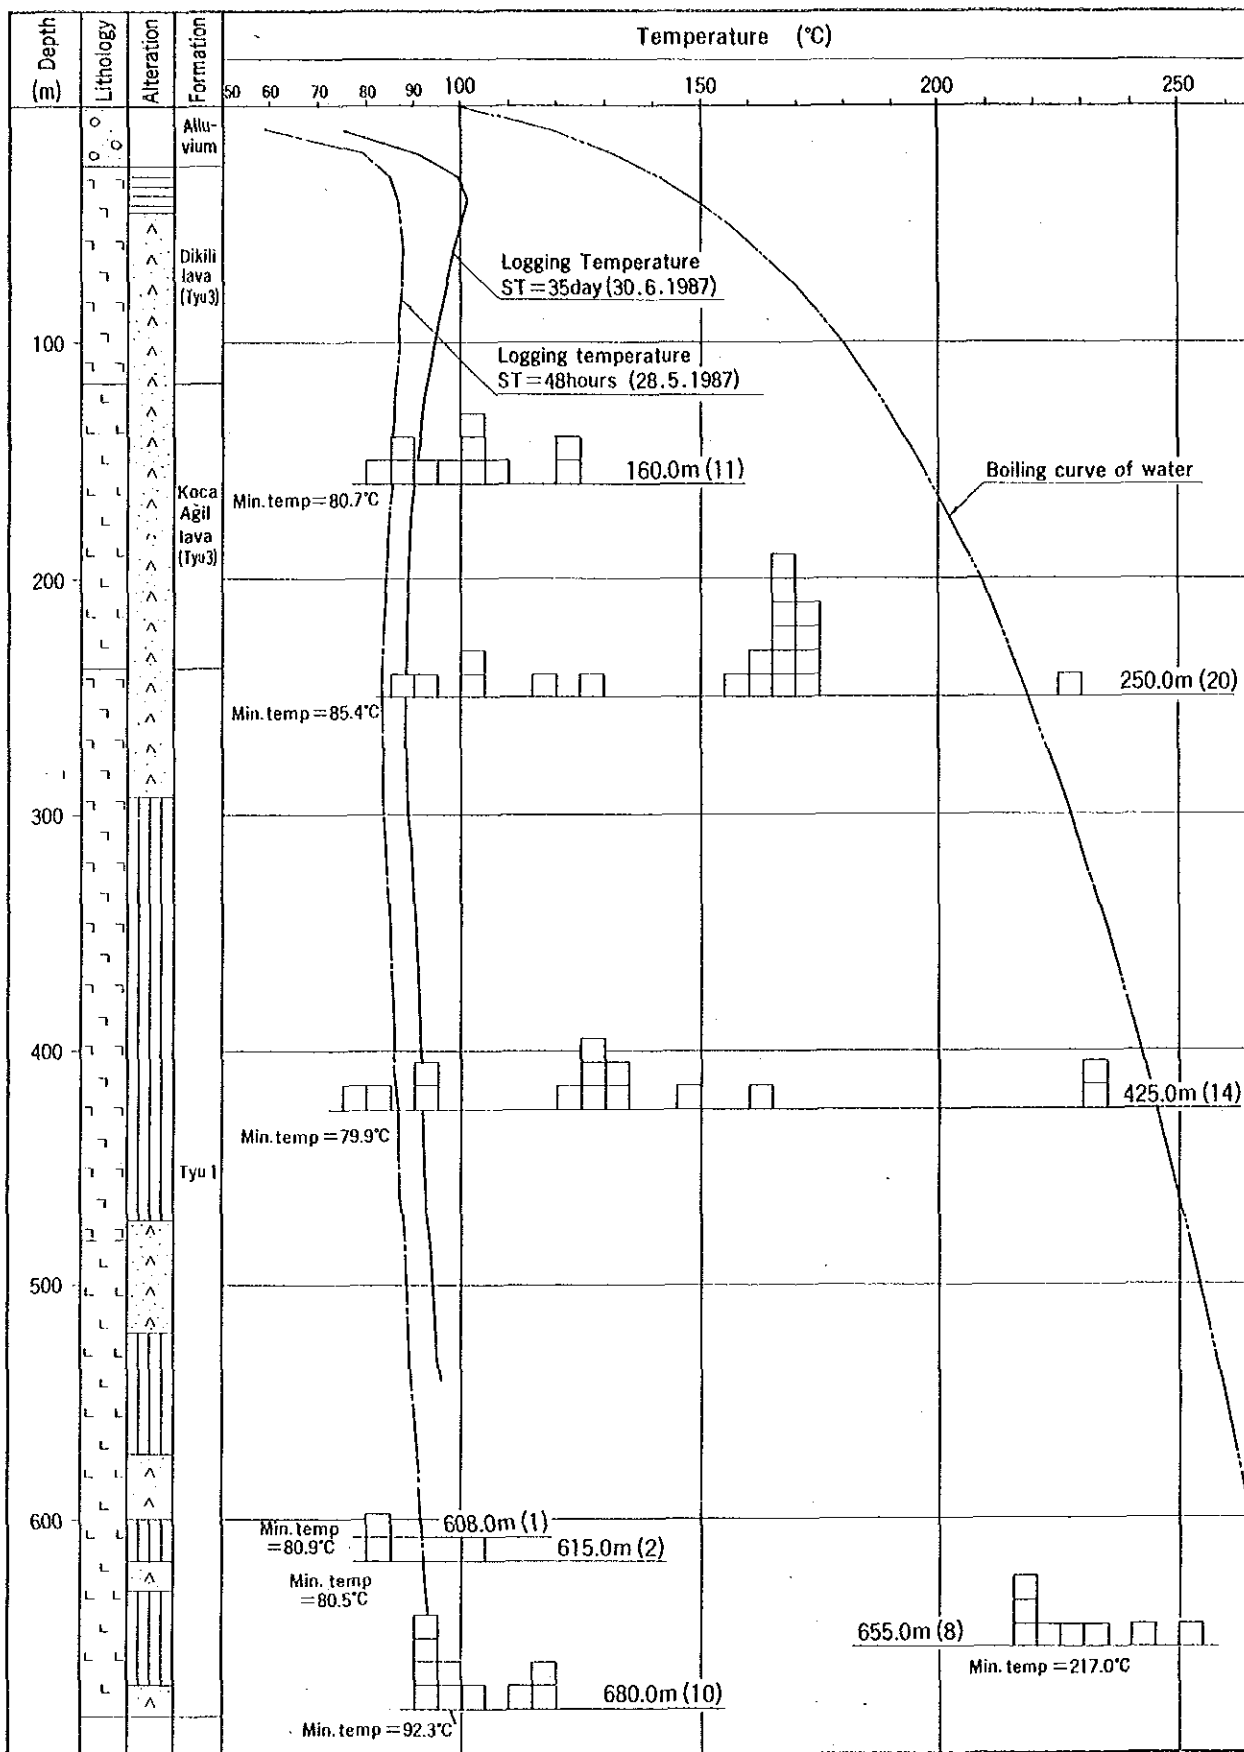 Depth (m)
Lithology
Alteration
Formation
Temperature (°C)
50 60 70 80 90 100 150 200 250
Allu-
vium
Dikili
lava
(Tyu3)
Logging Temperature
ST=35day(30.6.1987)
100
Logging temperature
ST=48hours (28.5.1987)
160.0m (11)
Boiling curve of water
Min.temp=80.7°C
Koca
Ağil
lava
(Tyu3)
200
250.0m (20)
Min.temp=85.4°C
300
400
425.0m (14)
Min.temp=79.9°C
Tyu1
500
600
608.0m (1)
Min.temp
=80.9°C
615.0m (2)
Min. temp
=80.5°C
655.0m (8)
Min. temp=217.0°C
680.0m (10)
Min.temp=92.3°C